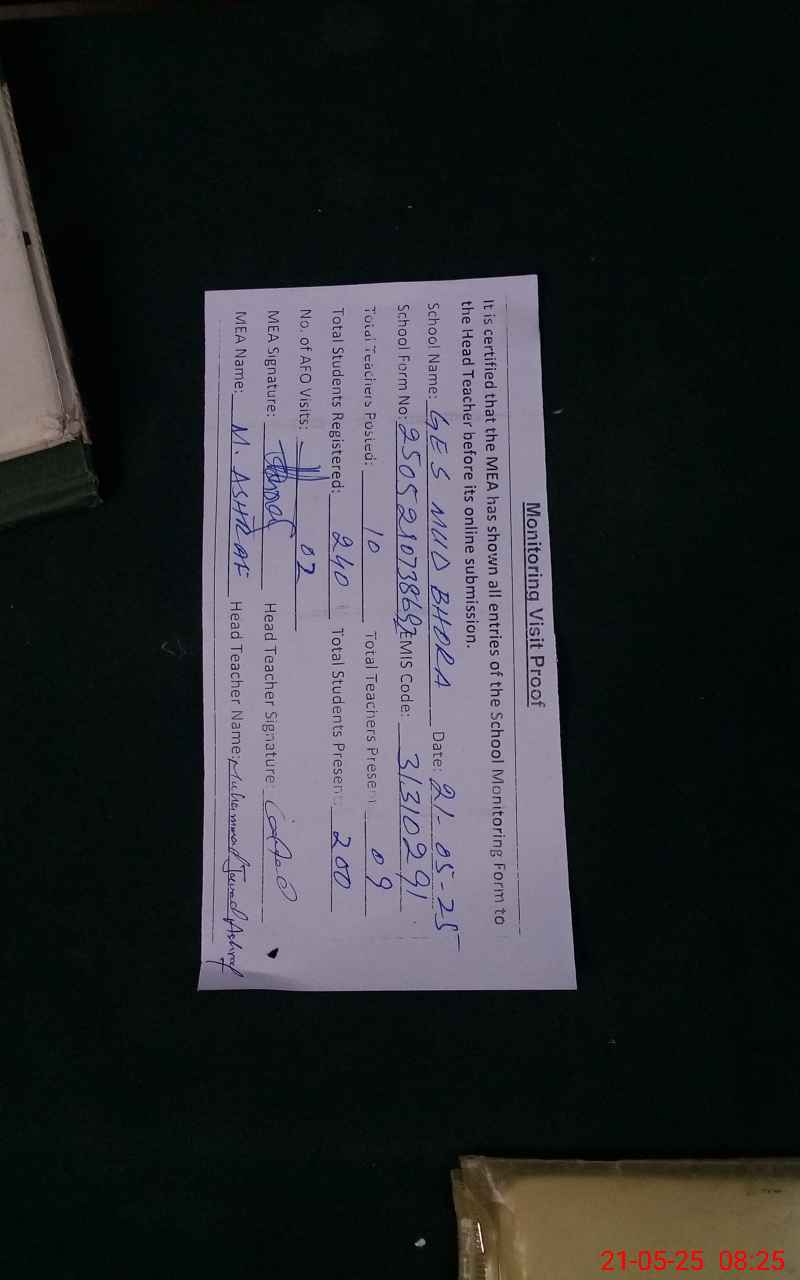 Monitoring Visit Proof
It is certified that the MEA has shown all entries of the School Monitoring Form to
the Head Teacher before its online submission.
School Name: GES MUD BHORA Date: 21-05-25
School Form No: EMIS Code: 31310291
Total Teachers Posted: 10 Total Teachers Present 09
Total Students Registered: 240 Total Students Present: 200
No. of AFO Visits: 02
MEA Signature: Head Teacher Signature:
MEA Name: M. ASHRAF Head Teacher Name: Muhammad Jawad Ashraf
21-05-25 08:25